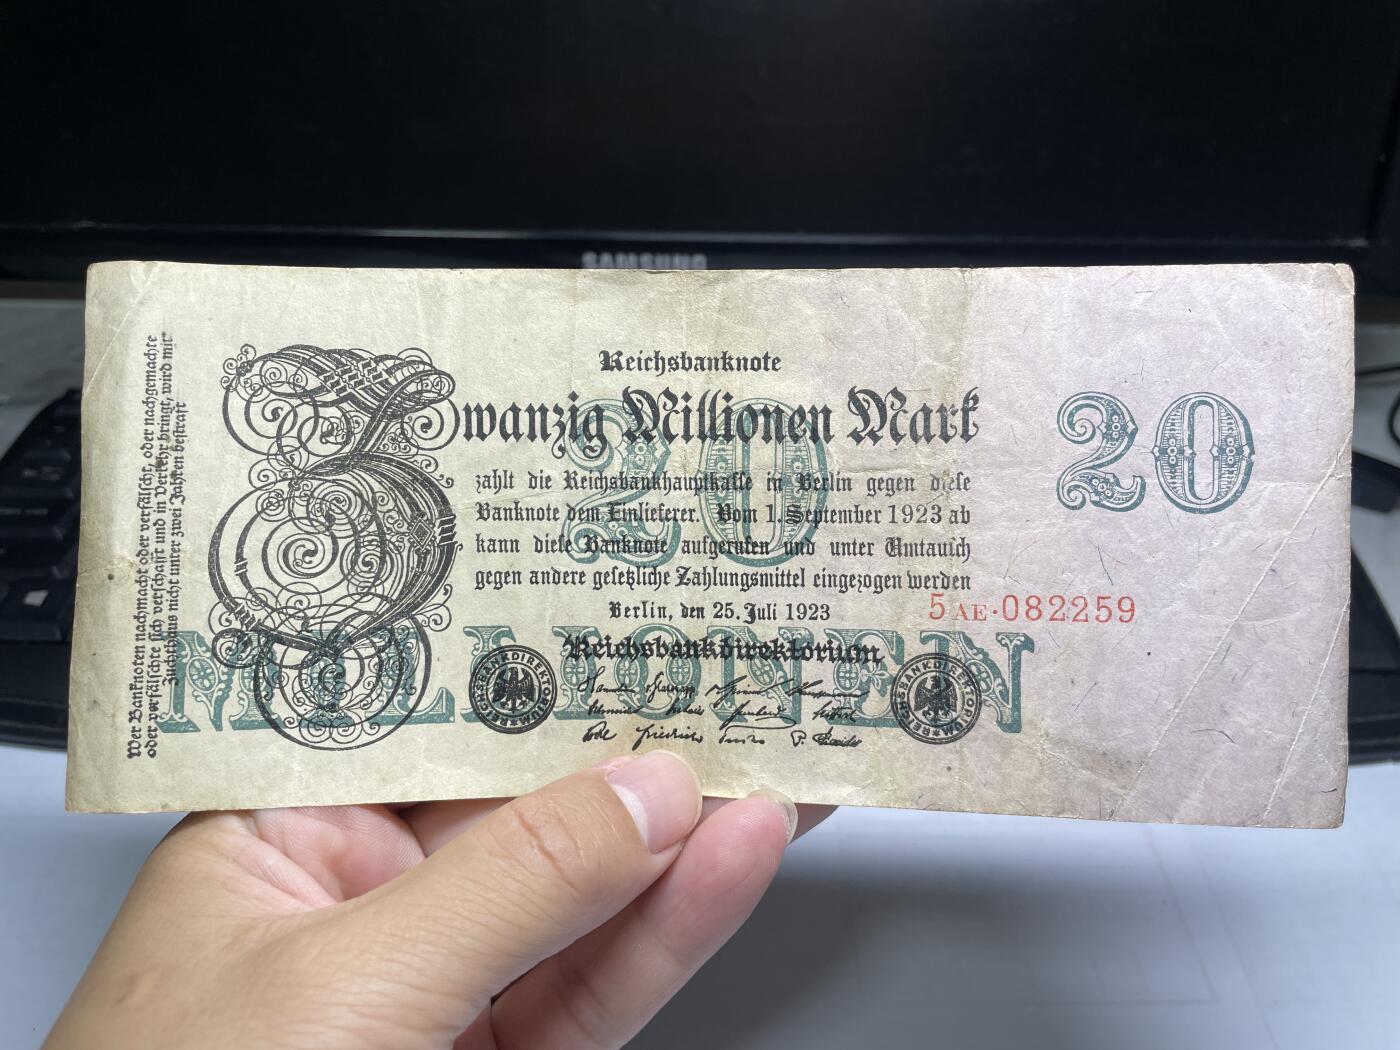 SAMSUNG
Reichsbanknote
Zwanzig Millionen Mark
20
20
zahlt die Reichsbankhauptkasse in Berlin gegen diese
Banknote dem Einlieferer. Vom 1. September 1923 ab
kann diese Banknote aufgerufen und unter Umtausch
gegen andere gesetzliche Zahlungsmittel eingezogen werden
Berlin, den 25. Juli 1923
5 AE·082259
MILLIONEN
Reichsbankdirektorium
REICHSBANKDIREKTORIUM
REICHSBANKDIREKTORIUM
Wer Banknoten nachmacht oder verfälscht, oder nachgemachte
oder verfälschte sich verschafft und in Verkehr bringt, wird mit
Zuchthaus nicht unter zwei Jahren bestraft